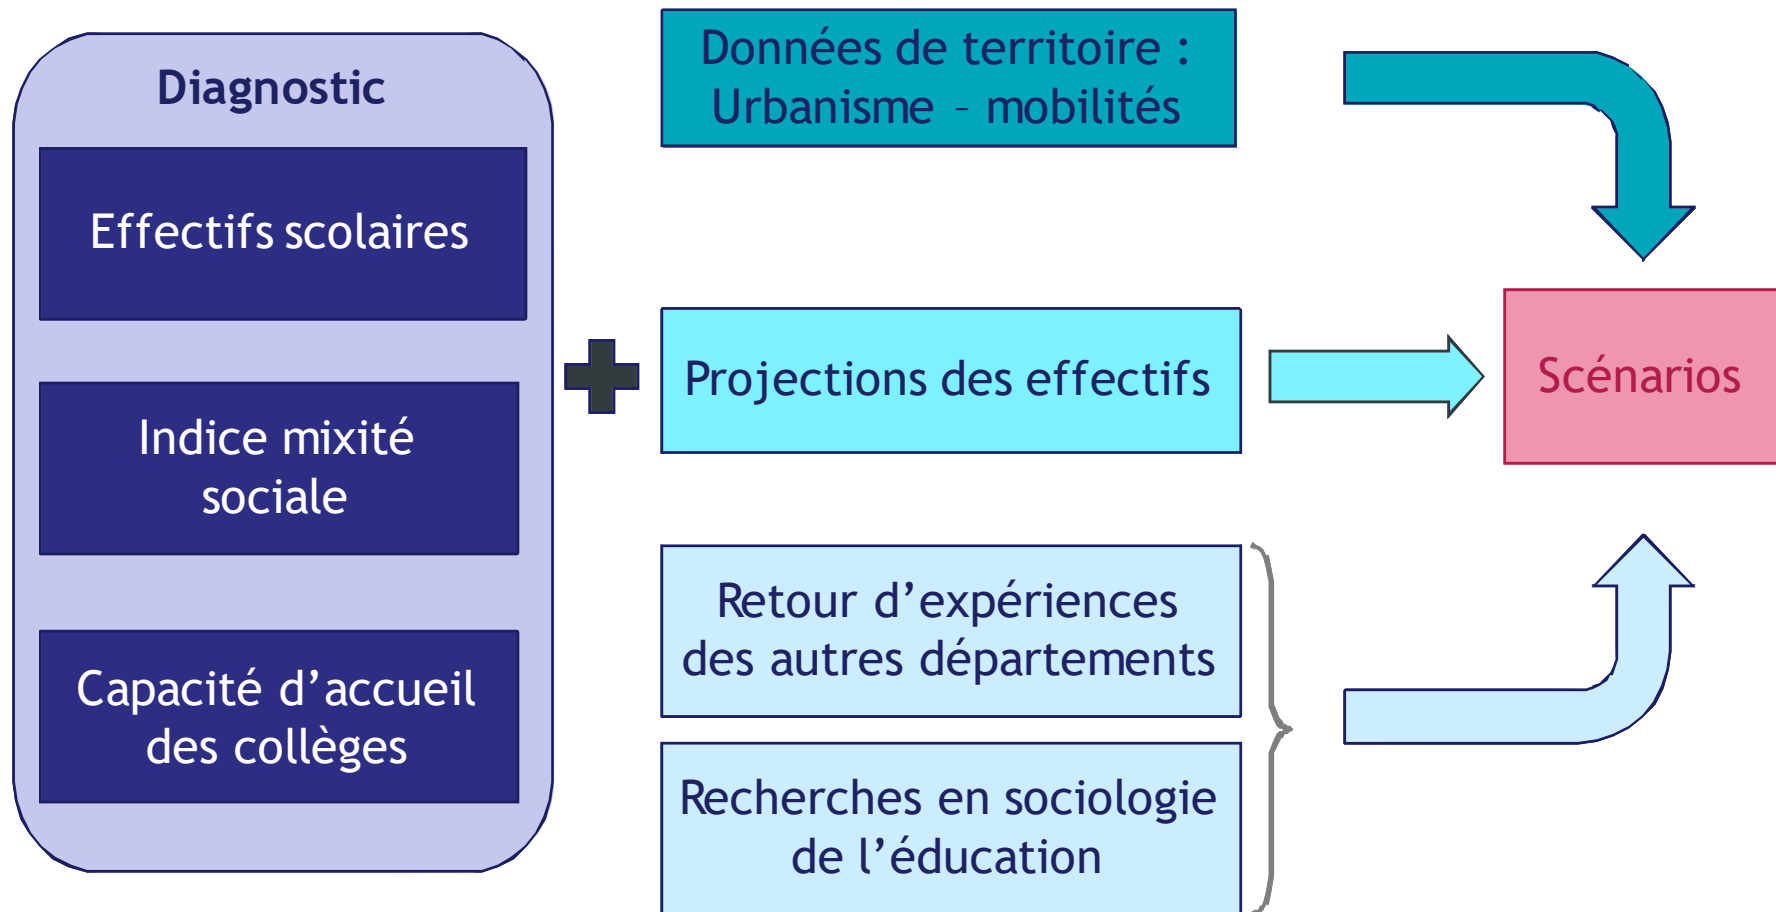 Diagnostic
Effectifs scolaires
Indice mixité
sociale
Capacité d’accueil
des collèges
Données de territoire :
Urbanisme – mobilités
Projections des effectifs
Retour d’expériences
des autres départements
Recherches en sociologie
de l’éducation
Scénarios